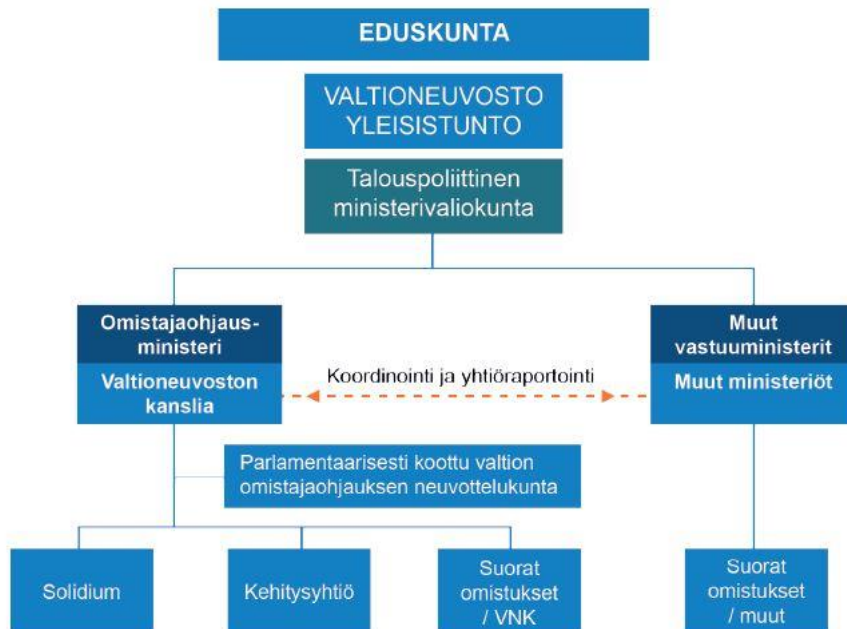 EDUSKUNTA
VALTIONEUVOSTO
YLEISISTUNTO
Talouspoliittinen
ministerivaliokunta
Omistajaohjaus-
ministeri
Valtioneuvoston
kanslia
Koordinointi ja yhtiöraportointi
Muut
vastuuministerit
Muut ministeriöt
Parlamentaarisesti koottu valtion
omistajaohjauksen neuvottelukunta
Solidium
Kehitysyhtiö
Suorat
omistukset
/ VNK
Suorat
omistukset
/ muut